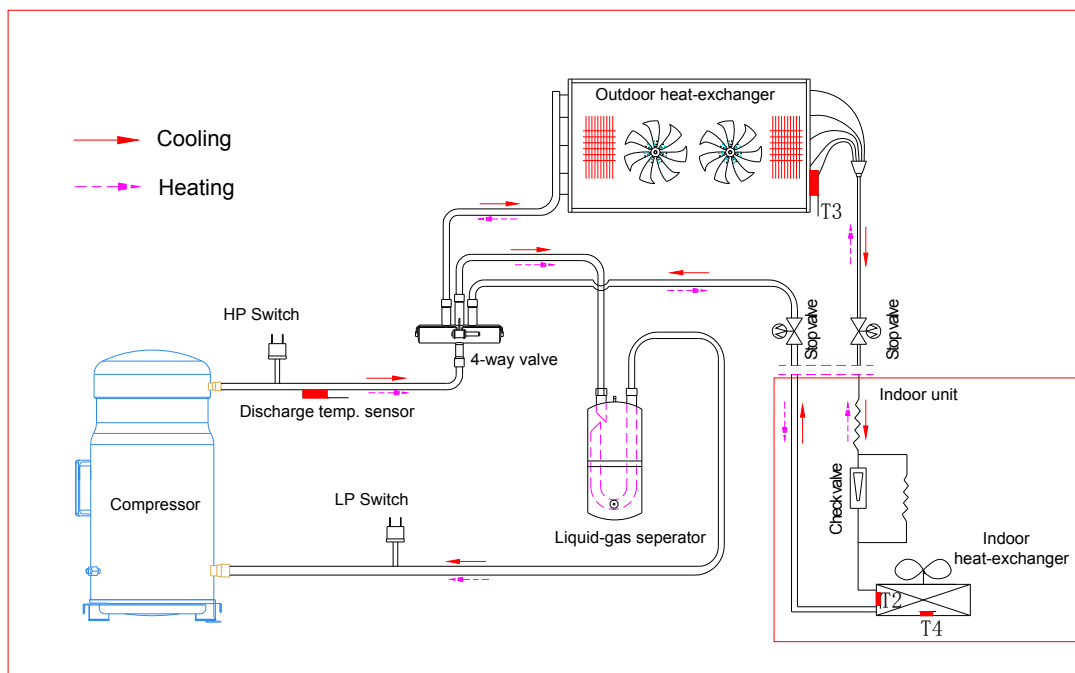 Outdoor heat-exchanger
Cooling
Heating
T3
HP Switch
Stop valve
Stop valve
4-way valve
Discharge temp. sensor
Indoor unit
Compressor
LP Switch
Check valve
Liquid-gas seperator
Indoor
heat-exchanger
T2
T4